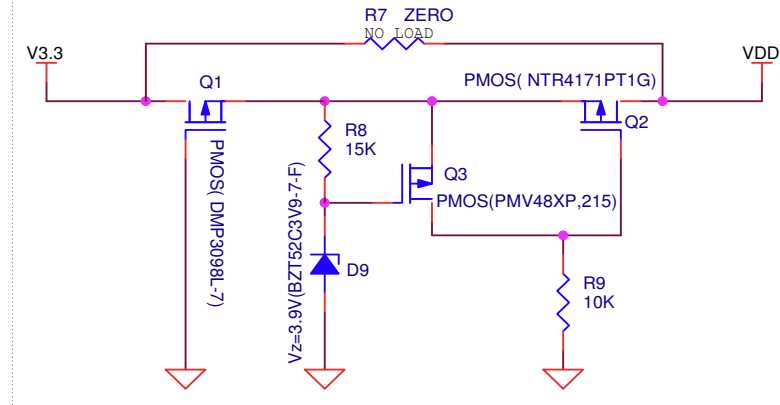 R7 ZERO
NO LOAD
V3.3
VDD
Q1
PMOS( NTR4171PT1G)
Q2
R8
15K
Q3
PMOS(PMV48XP,215)
PMOS( DMP3098L-7)
Vz=3.9V(BZT52C3V9-7-F)
D9
R9
10K